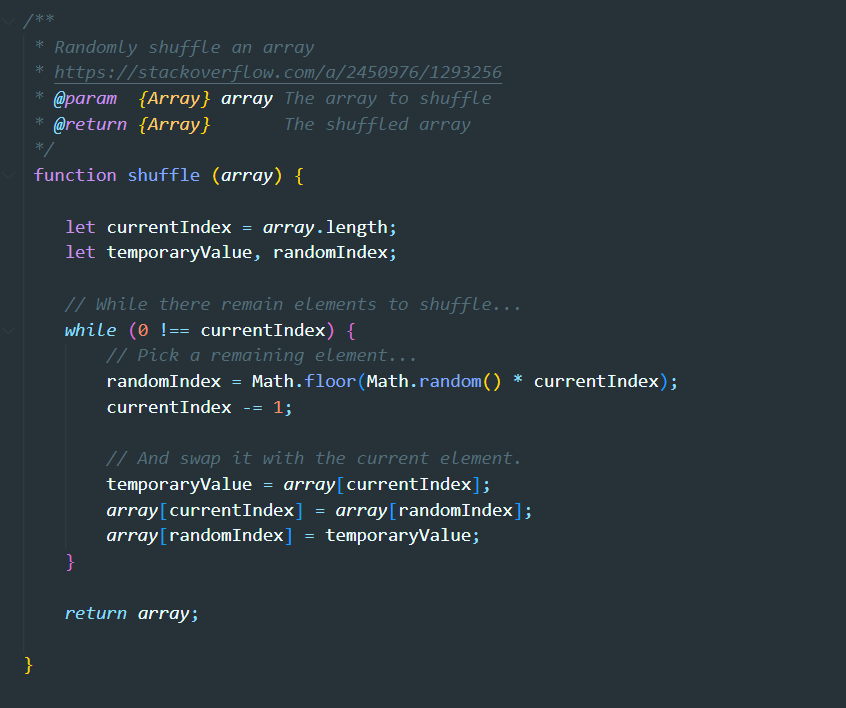 /**
 * Randomly shuffle an array
 * https://stackoverflow.com/a/2450976/1293256
 * @param  {Array} array The array to shuffle
 * @return {Array}       The shuffled array
 */
 function shuffle (array) {

    let currentIndex = array.length;
    let temporaryValue, randomIndex;

    // While there remain elements to shuffle...
    while (0 !== currentIndex) {
        // Pick a remaining element...
        randomIndex = Math.floor(Math.random() * currentIndex);
        currentIndex -= 1;

        // And swap it with the current element.
        temporaryValue = array[currentIndex];
        array[currentIndex] = array[randomIndex];
        array[randomIndex] = temporaryValue;
    }

    return array;

}